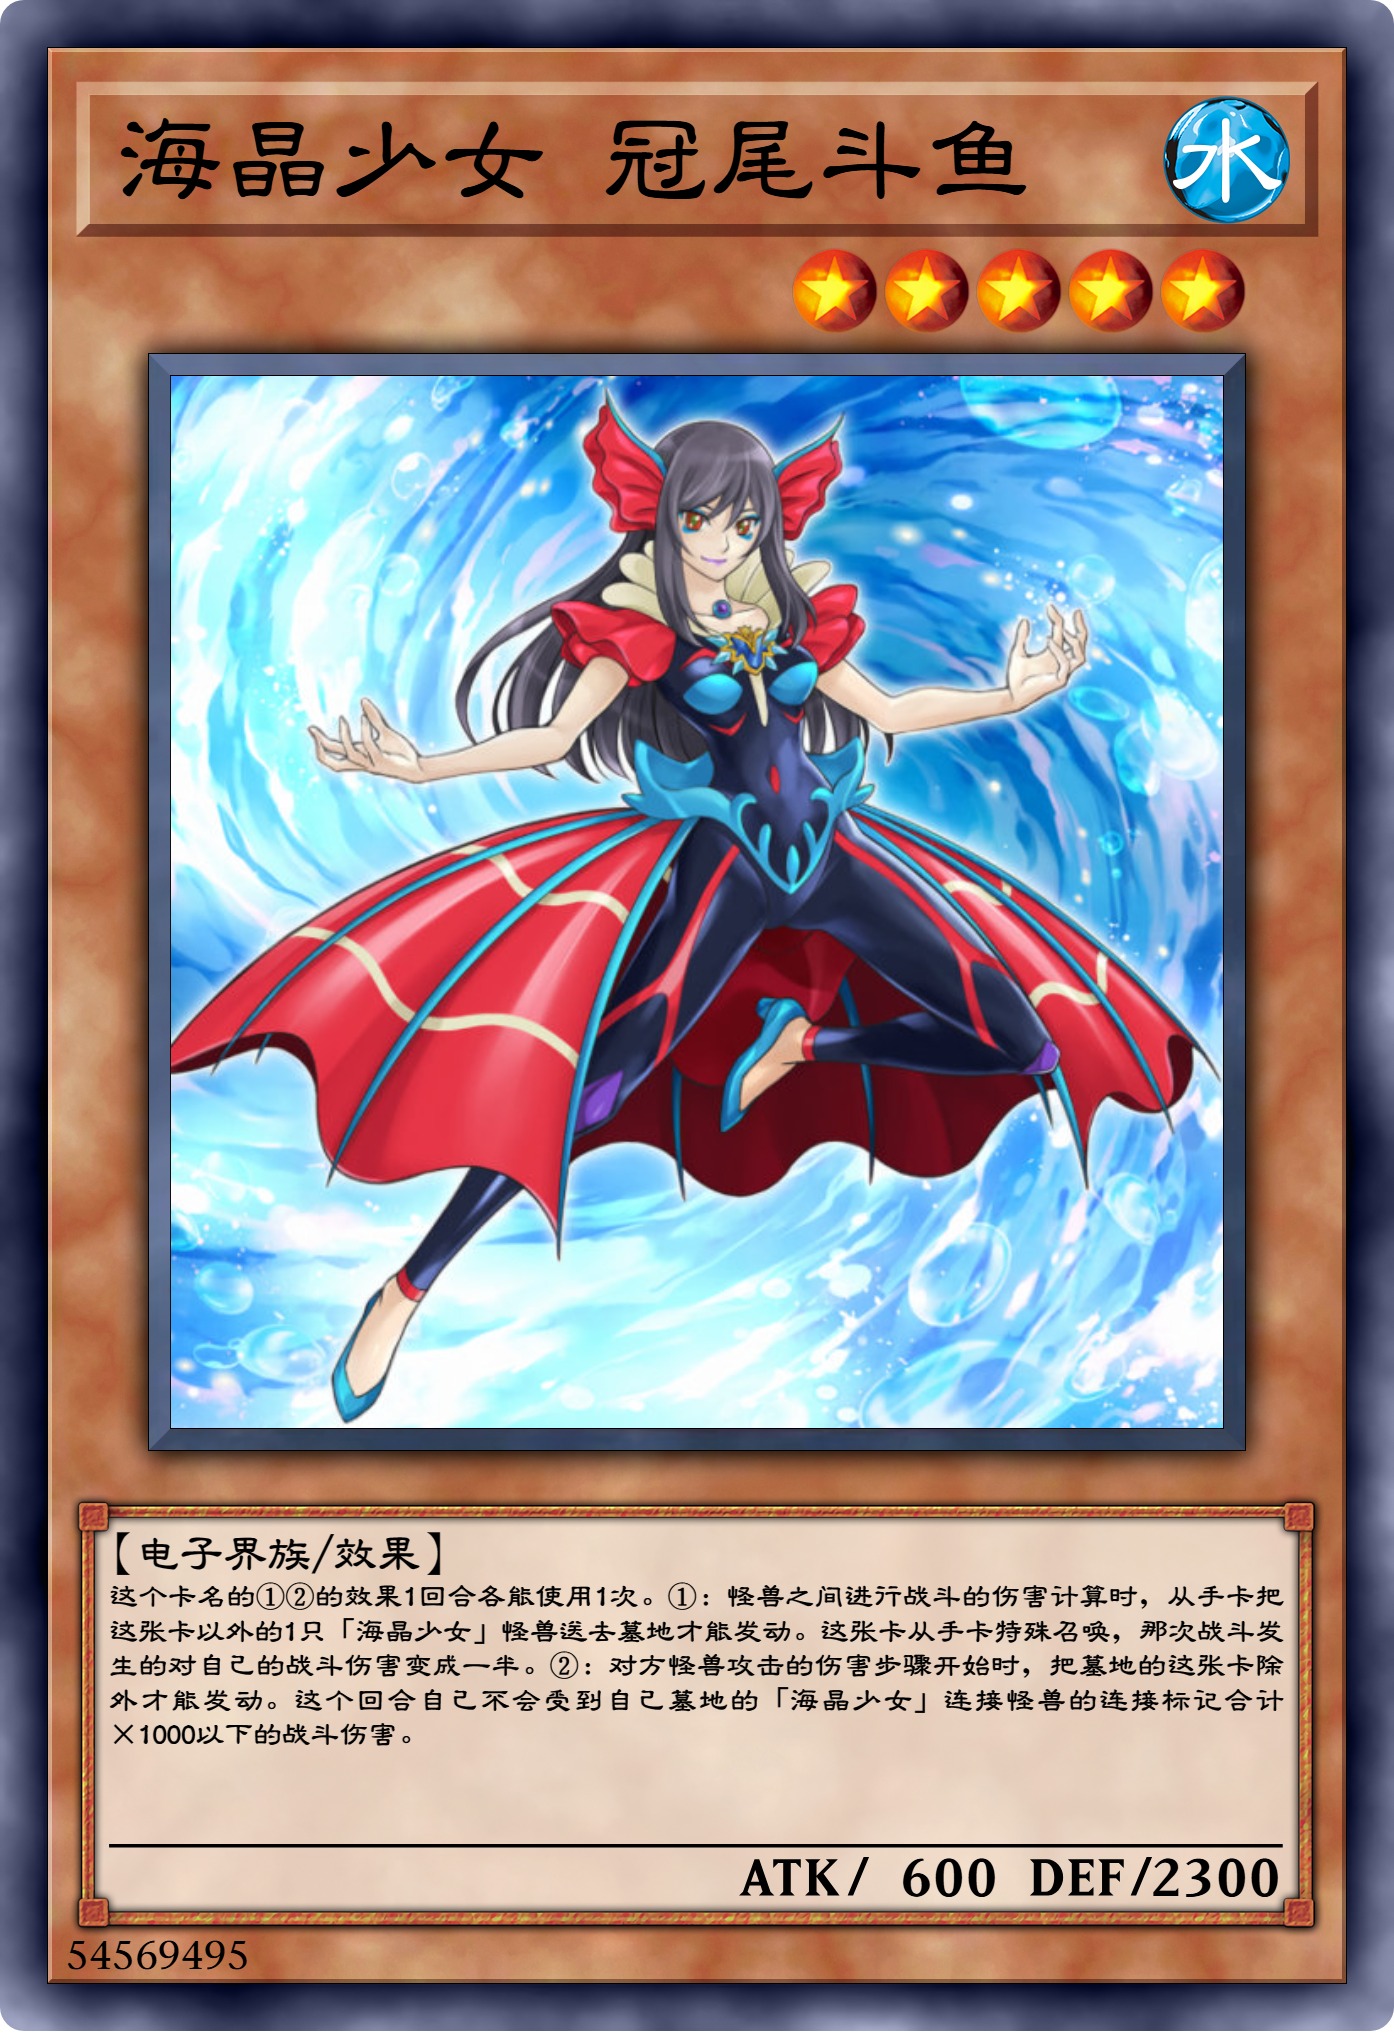 海晶少女 冠尾斗鱼
水
【电子界族/效果】
这个卡名的①②的效果1回合各能使用1次。①：怪兽之间进行战斗的伤害计算时，从手卡把
这张卡以外的1只「海晶少女」怪兽送去墓地才能发动。这张卡从手卡特殊召唤，那次战斗发
生的对自己的战斗伤害变成一半。②：对方怪兽攻击的伤害步骤开始时，把墓地的这张卡除
外才能发动。这个回合自己不会受到自己墓地的「海晶少女」连接怪兽的连接标记合计
×1000以下的战斗伤害。
ATK/ 600 DEF/2300
54569495